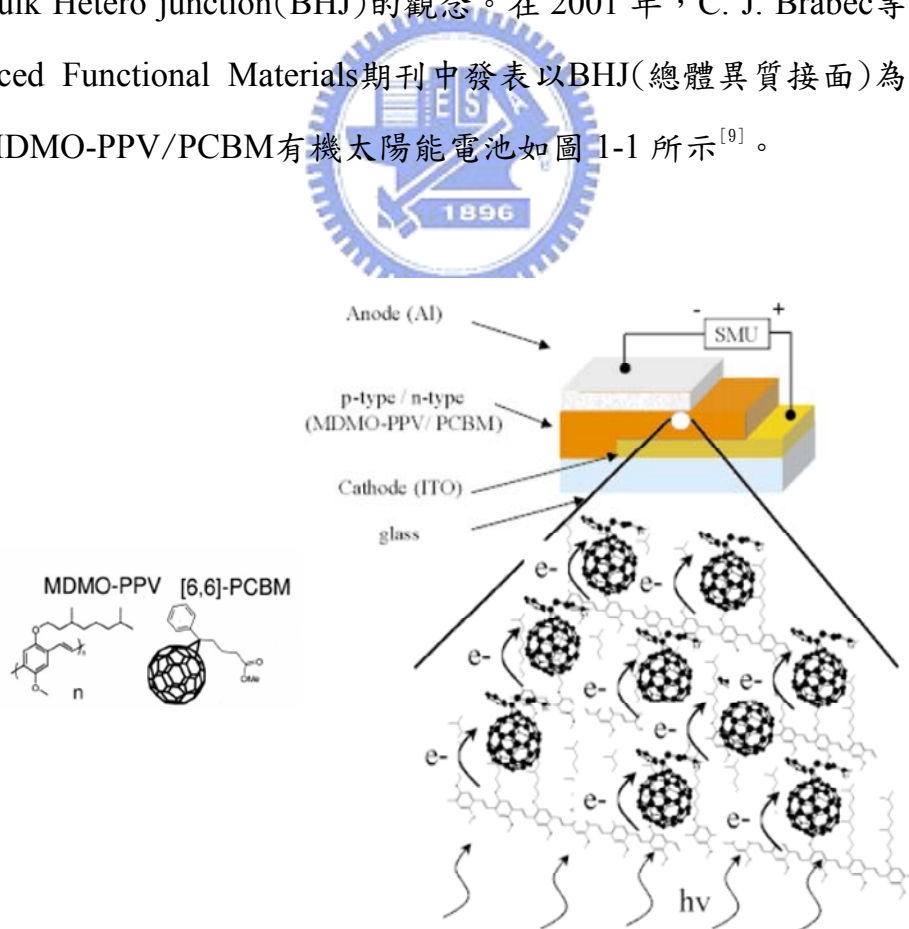 ulk Hetero junction(BHJ)的觀念。在 2001 年，C. J. Brabec等
ced Functional Materials期刊中發表以BHJ(總體異質接面)為
MDMO-PPV/PCBM有機太陽能電池如圖 1-1 所示[9]。
ES
A
1896
Anode (Al)
- +
SMU
p-type / n-type
(MDMO-PPV/ PCBM)
Cathode (ITO)
glass
MDMO-PPV [6,6]-PCBM
O
O
n
n
O
OMe
e-
e-
e-
e-
e-
e-
e-
e-
e-
hν